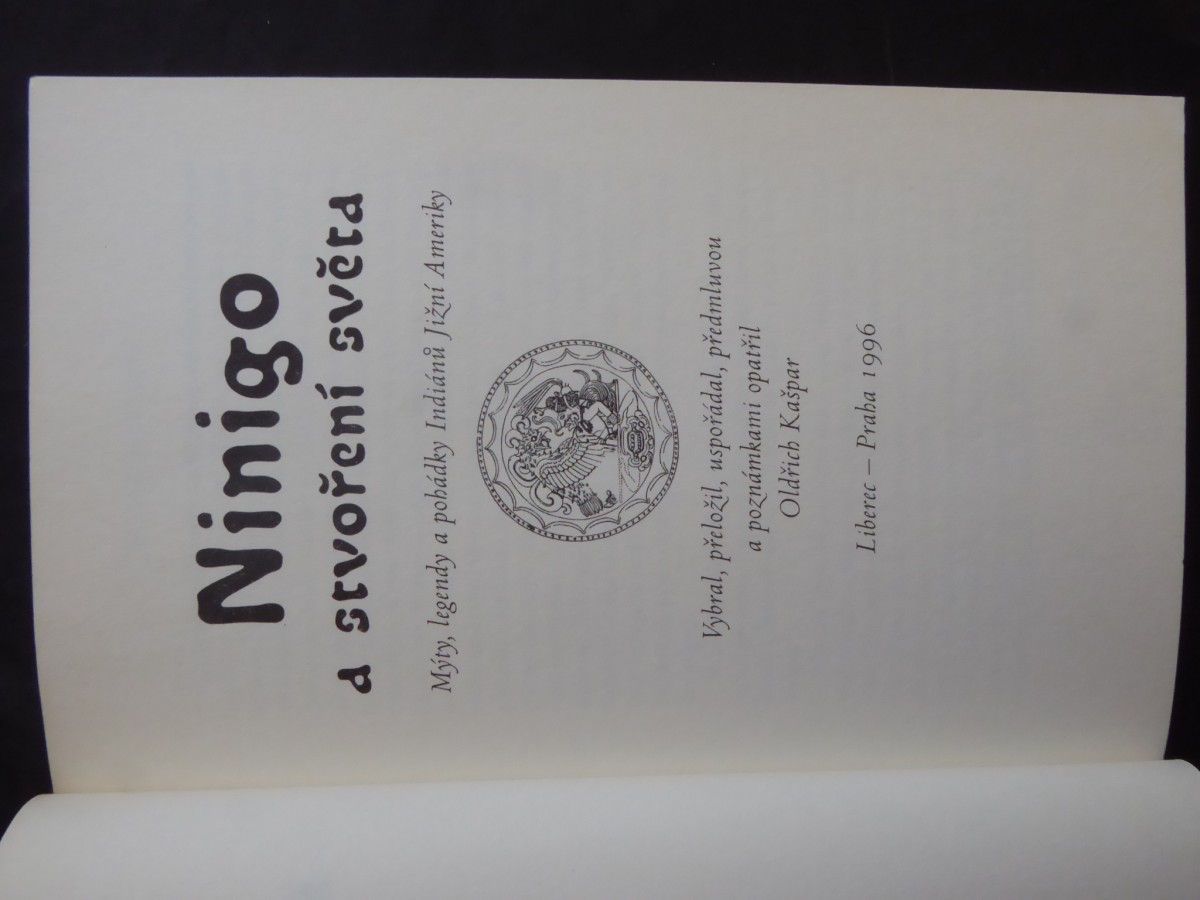 Ninigo
a stvoření světa
Mýty, legendy a pohádky Indiánů Jižní Ameriky
Vybral, přeložil, uspořádal, předmluvou
a poznámkami opatřil
Oldřich Kašpar
Liberec – Praha 1996